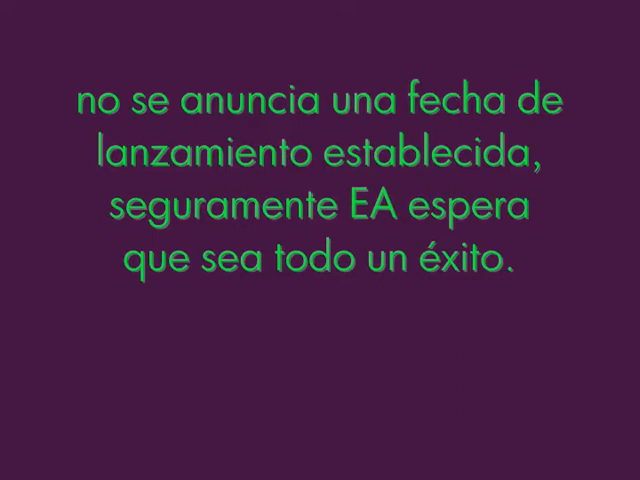 no se anuncia una fecha de
lanzamiento establecida,
seguramente EA espera
que sea todo un éxito.